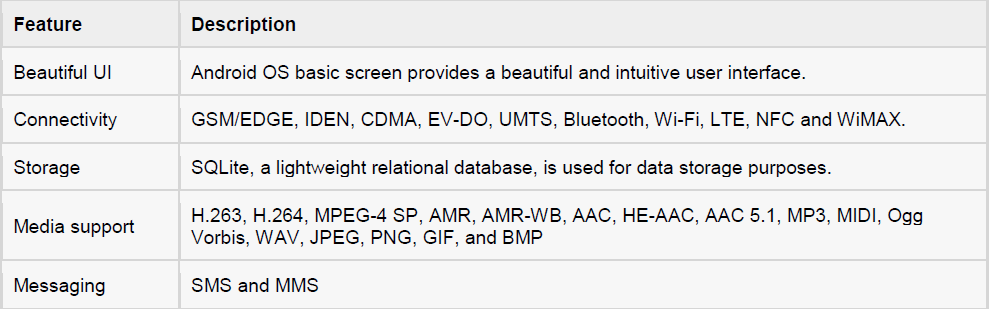 Feature Description
Beautiful UI Android OS basic screen provides a beautiful and intuitive user interface.
Connectivity GSM/EDGE, IDEN, CDMA, EV-DO, UMTS, Bluetooth, Wi-Fi, LTE, NFC and WiMAX.
Storage SQLite, a lightweight relational database, is used for data storage purposes.
Media support H.263, H.264, MPEG-4 SP, AMR, AMR-WB, AAC, HE-AAC, AAC 5.1, MP3, MIDI, Ogg
Vorbis, WAV, JPEG, PNG, GIF, and BMP
Messaging SMS and MMS